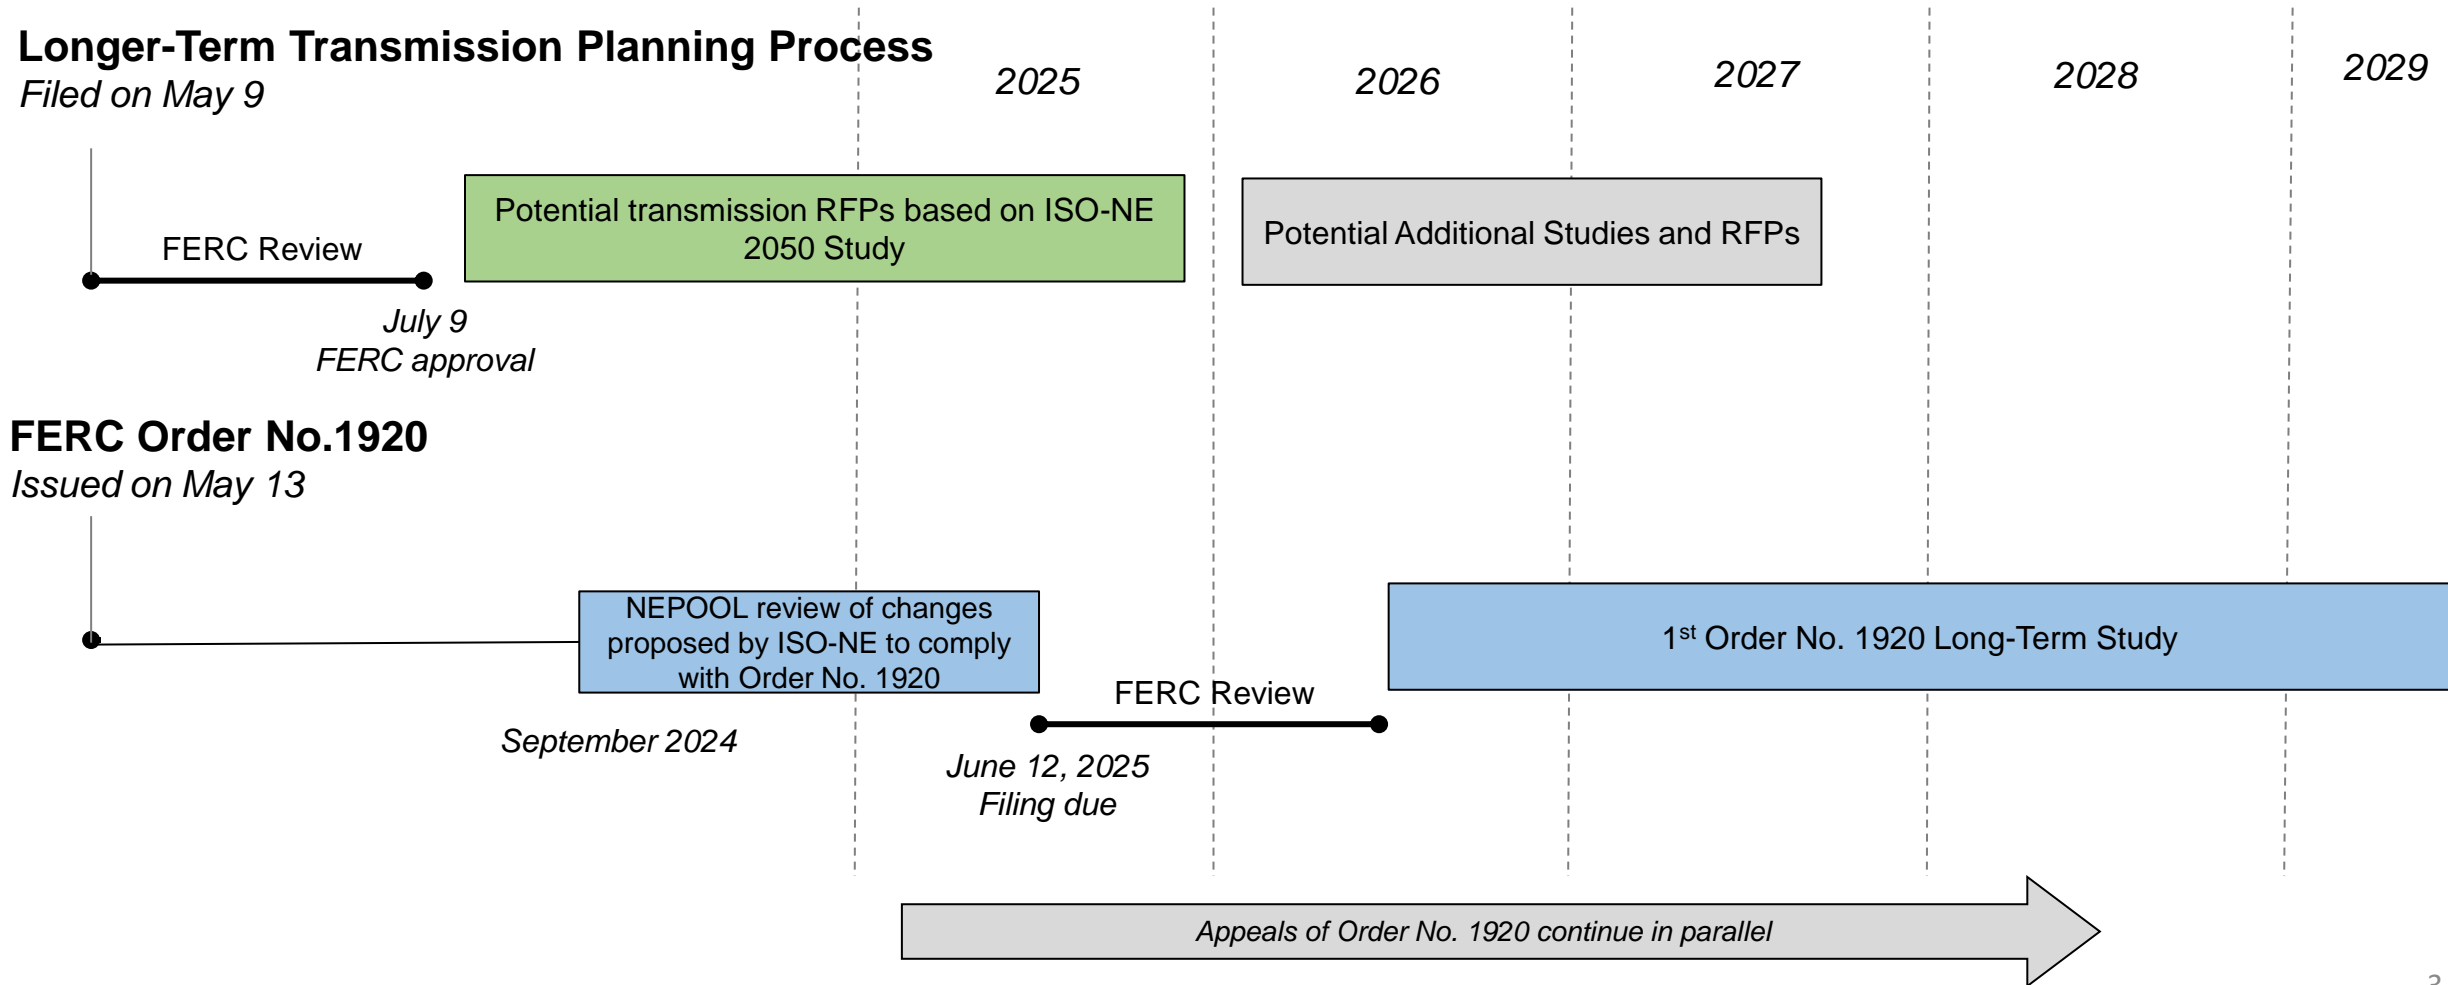 Longer-Term Transmission Planning Process
Filed on May 9
2025
2026
2027
2028
2029
Potential transmission RFPs based on ISO-NE
2050 Study
Potential Additional Studies and RFPs
FERC Review
July 9
FERC approval
FERC Order No.1920
Issued on May 13
NEPOOL review of changes
proposed by ISO-NE to comply
with Order No. 1920
1st Order No. 1920 Long-Term Study
FERC Review
September 2024
June 12, 2025
Filing due
Appeals of Order No. 1920 continue in parallel